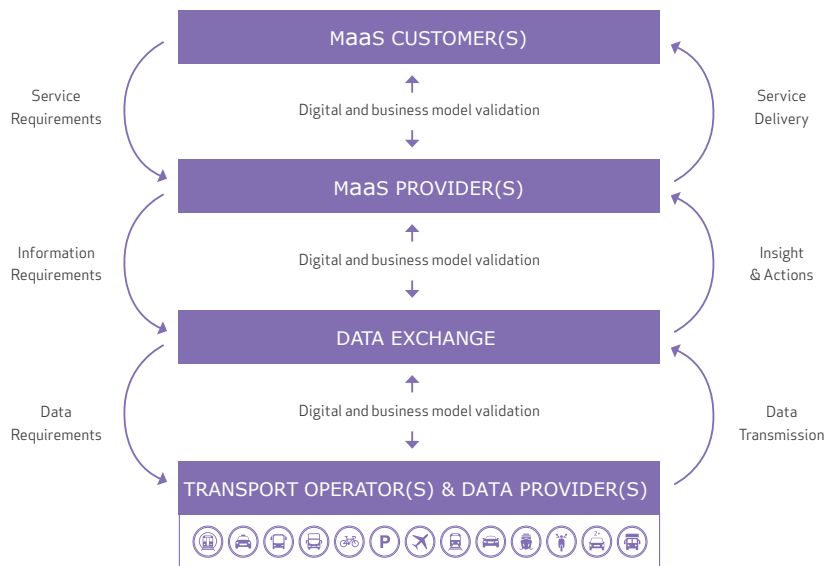 MaaS CUSTOMER(S)
Service
Requirements
Digital and business model validation
Service
Delivery
MaaS PROVIDER(S)
Information
Requirements
Digital and business model validation
Insight
& Actions
DATA EXCHANGE
Data
Requirements
Digital and business model validation
Data
Transmission
TRANSPORT OPERATOR(S) & DATA PROVIDER(S)
P
2+